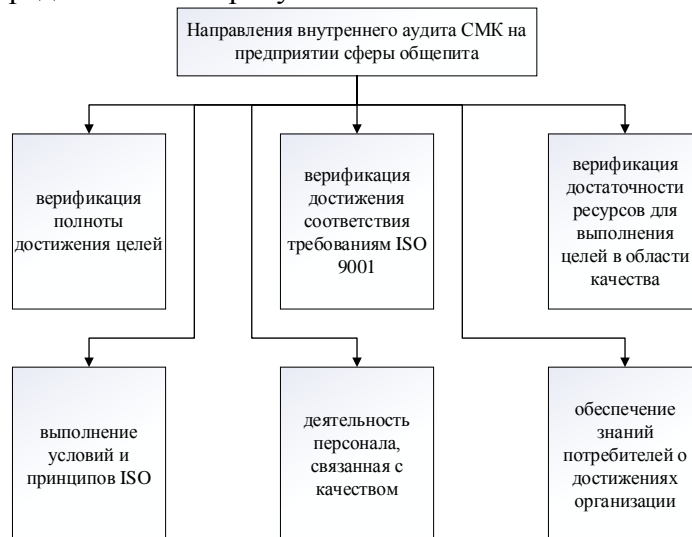 Направления внутреннего аудита СМК на
предприятии сферы общепита
верификация
полноты
достижения целей
верификация
достижения
соответствия
требованиям ISO
9001
верификация
достаточности
ресурсов для
выполнения
целей в области
качества
выполнение
условий и
принципов ISO
деятельность
персонала,
связанная с
качеством
обеспечение
знаний
потребителей о
достижениях
организации